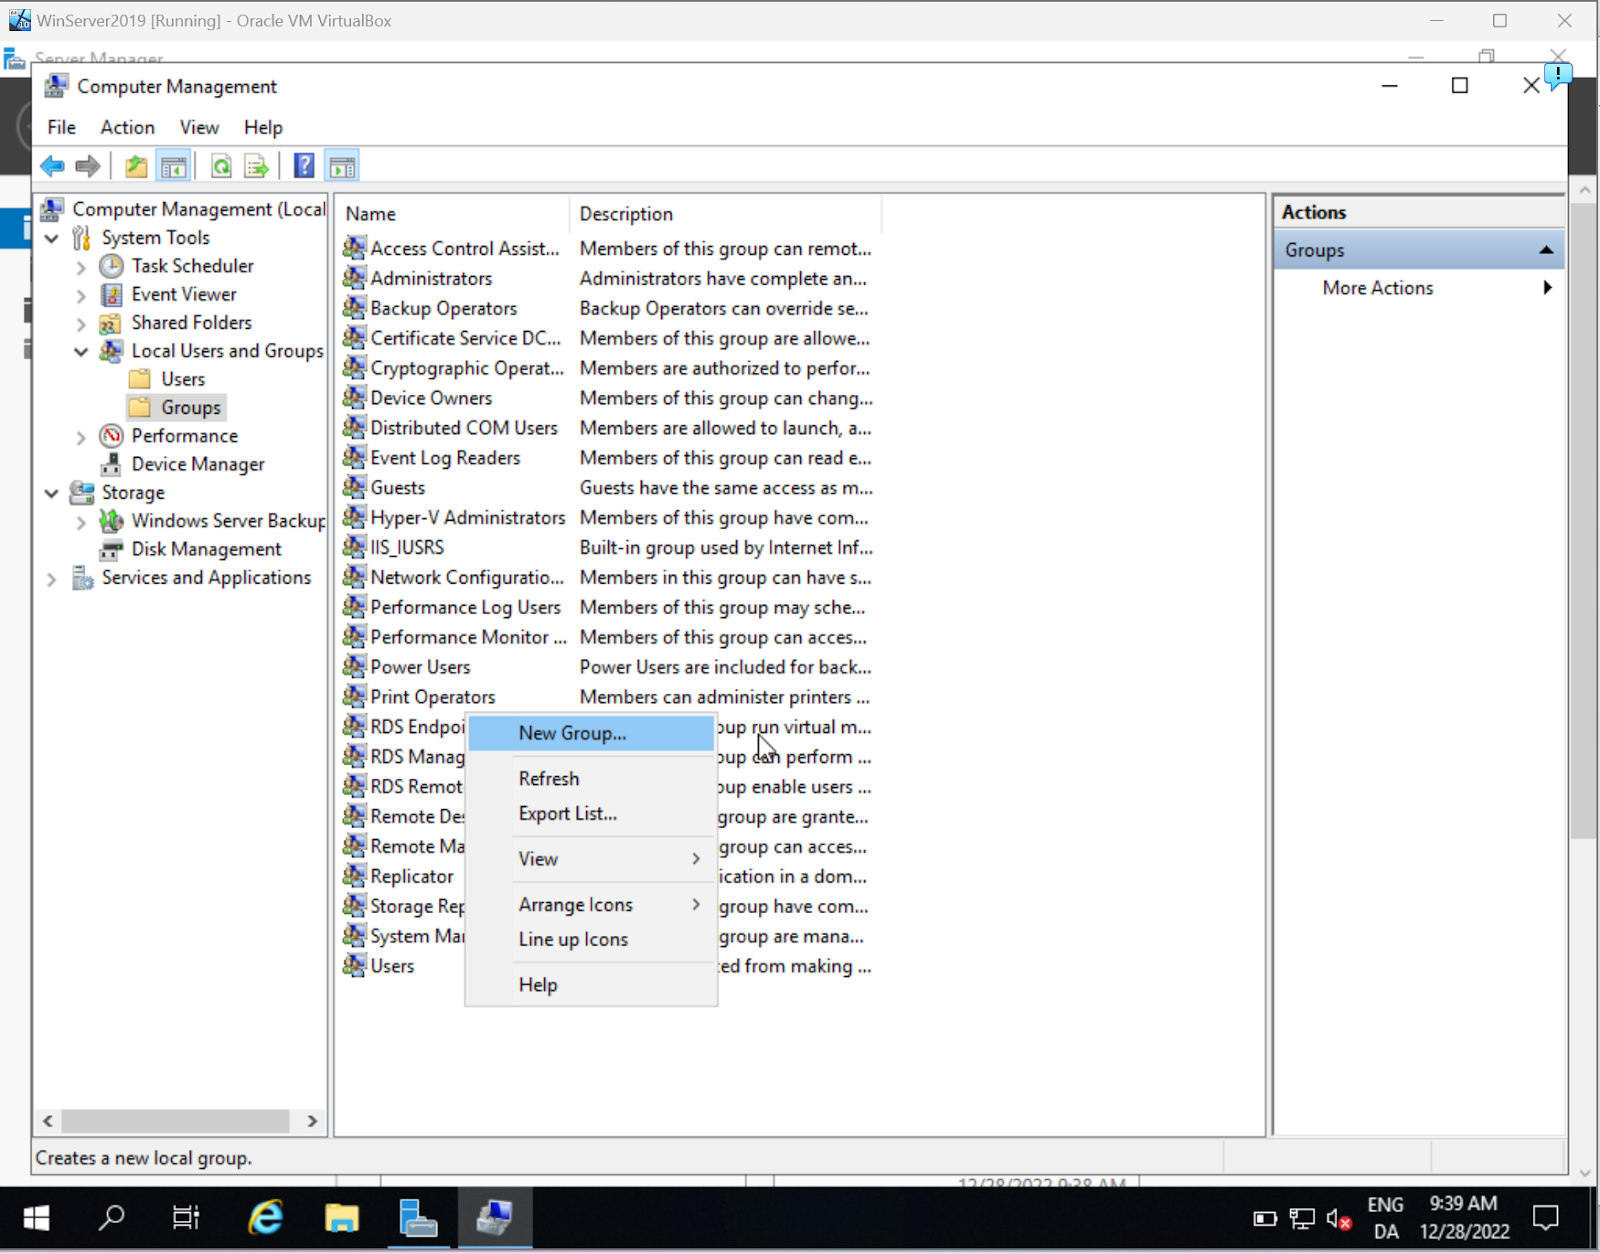 WinServer2019 [Running] - Oracle VM VirtualBox
Server Manager
Computer Management
File Action View Help
Computer Management (Local
System Tools
Task Scheduler
Event Viewer
Shared Folders
Local Users and Groups
Users
Groups
Performance
Device Manager
Storage
Windows Server Backup
Disk Management
Services and Applications
Name Description
Access Control Assist... Members of this group can remot...
Administrators Administrators have complete an...
Backup Operators Backup Operators can override se...
Certificate Service DC... Members of this group are allowe...
Cryptographic Operat... Members are authorized to perfor...
Device Owners Members of this group can chang...
Distributed COM Users Members are allowed to launch, a...
Event Log Readers Members of this group can read e...
Guests Guests have the same access as m...
Hyper-V Administrators Members of this group have com...
IIS_IUSRS Built-in group used by Internet Inf...
Network Configuratio... Members in this group can have s...
Performance Log Users Members of this group may sche...
Performance Monitor ... Members of this group can acces...
Power Users Power Users are included for back...
Print Operators Members can administer printers ...
RDS Endpoi oup run virtual m...
RDS Manag oup can perform ...
RDS Remot oup enable users ...
Remote Des group are grante...
Remote Ma group can acces...
Replicator ication in a dom...
Storage Rep group have com...
System Mar group are mana...
Users ted from making ...
New Group...
Refresh
Export List...
View
Arrange Icons
Line up Icons
Help
Actions
Groups
More Actions
Creates a new local group.
12/28/2022 9:38 AM
ENG
DA
9:39 AM
12/28/2022